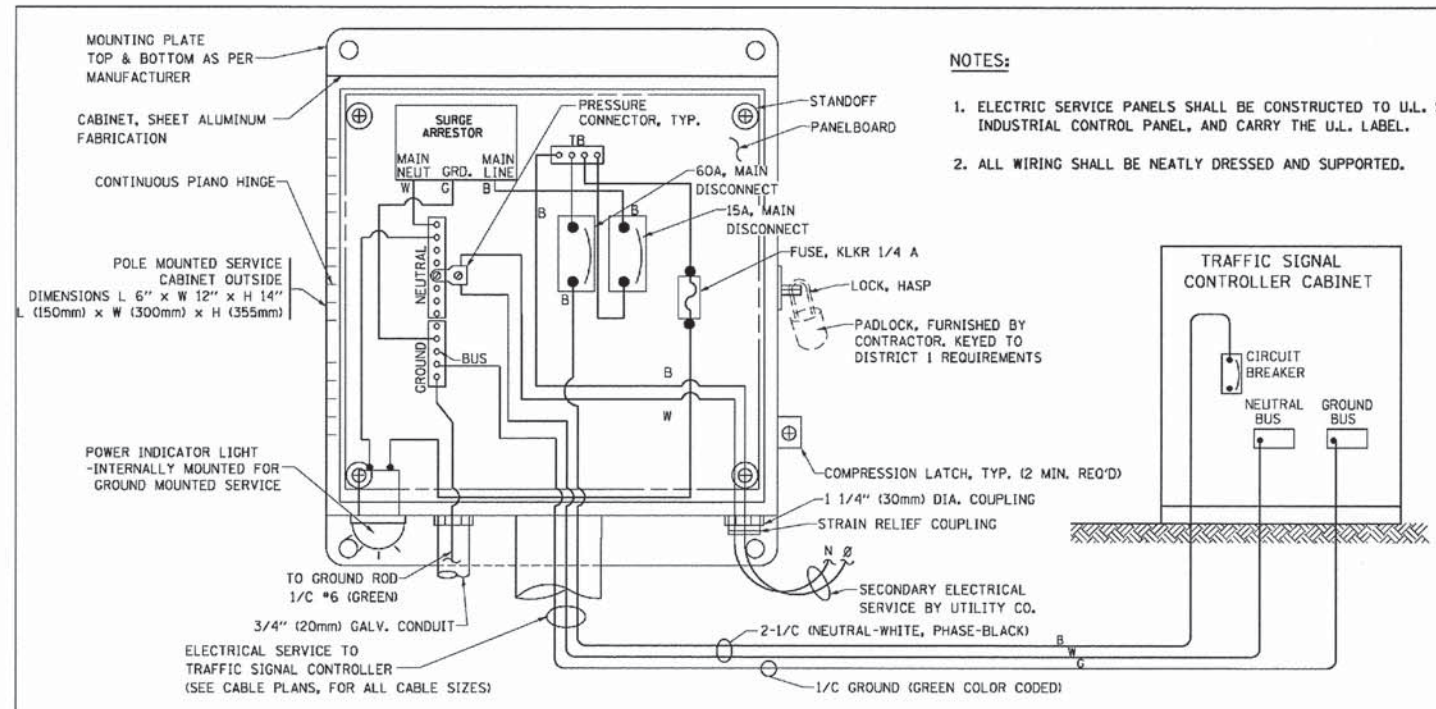 MOUNTING PLATE
TOP & BOTTOM AS PER
MANUFACTURER
CABINET, SHEET ALUMINUM
FABRICATION
CONTINUOUS PIANO HINGE
POLE MOUNTED SERVICE
CABINET OUTSIDE
DIMENSIONS L 6" x W 12" x H 14"
L (150mm) x W (300mm) x H (355mm)
POWER INDICATOR LIGHT
-INTERNALLY MOUNTED FOR
GROUND MOUNTED SERVICE
TO GROUND ROD
1/C #6 (GREEN)
3/4" (20mm) GALV. CONDUIT
ELECTRICAL SERVICE TO
TRAFFIC SIGNAL CONTROLLER
(SEE CABLE PLANS, FOR ALL CABLE SIZES)
SURGE
ARRESTOR
MAIN
NEUT
GRD.
MAIN
LINE
W
G
B
PRESSURE
CONNECTOR, TYP.
TB
60A, MAIN
DISCONNECT
15A, MAIN
DISCONNECT
B
B
B
FUSE, KLKR 1/4 A
NEUTRAL
GROUND
BUS
B
W
STANDOFF
PANELBOARD
LOCK, HASP
PADLOCK, FURNISHED BY
CONTRACTOR. KEYED TO
DISTRICT 1 REQUIREMENTS
COMPRESSION LATCH, TYP. (2 MIN. REQ'D)
1 1/4" (30mm) DIA. COUPLING
STRAIN RELIEF COUPLING
N Ø
SECONDARY ELECTRICAL
SERVICE BY UTILITY CO.
2-1/C (NEUTRAL-WHITE, PHASE-BLACK)
B
W
G
1/C GROUND (GREEN COLOR CODED)
NOTES:
1. ELECTRIC SERVICE PANELS SHALL BE CONSTRUCTED TO U.L.
INDUSTRIAL CONTROL PANEL, AND CARRY THE U.L. LABEL.
2. ALL WIRING SHALL BE NEATLY DRESSED AND SUPPORTED.
TRAFFIC SIGNAL
CONTROLLER CABINET
CIRCUIT
BREAKER
NEUTRAL
BUS
GROUND
BUS